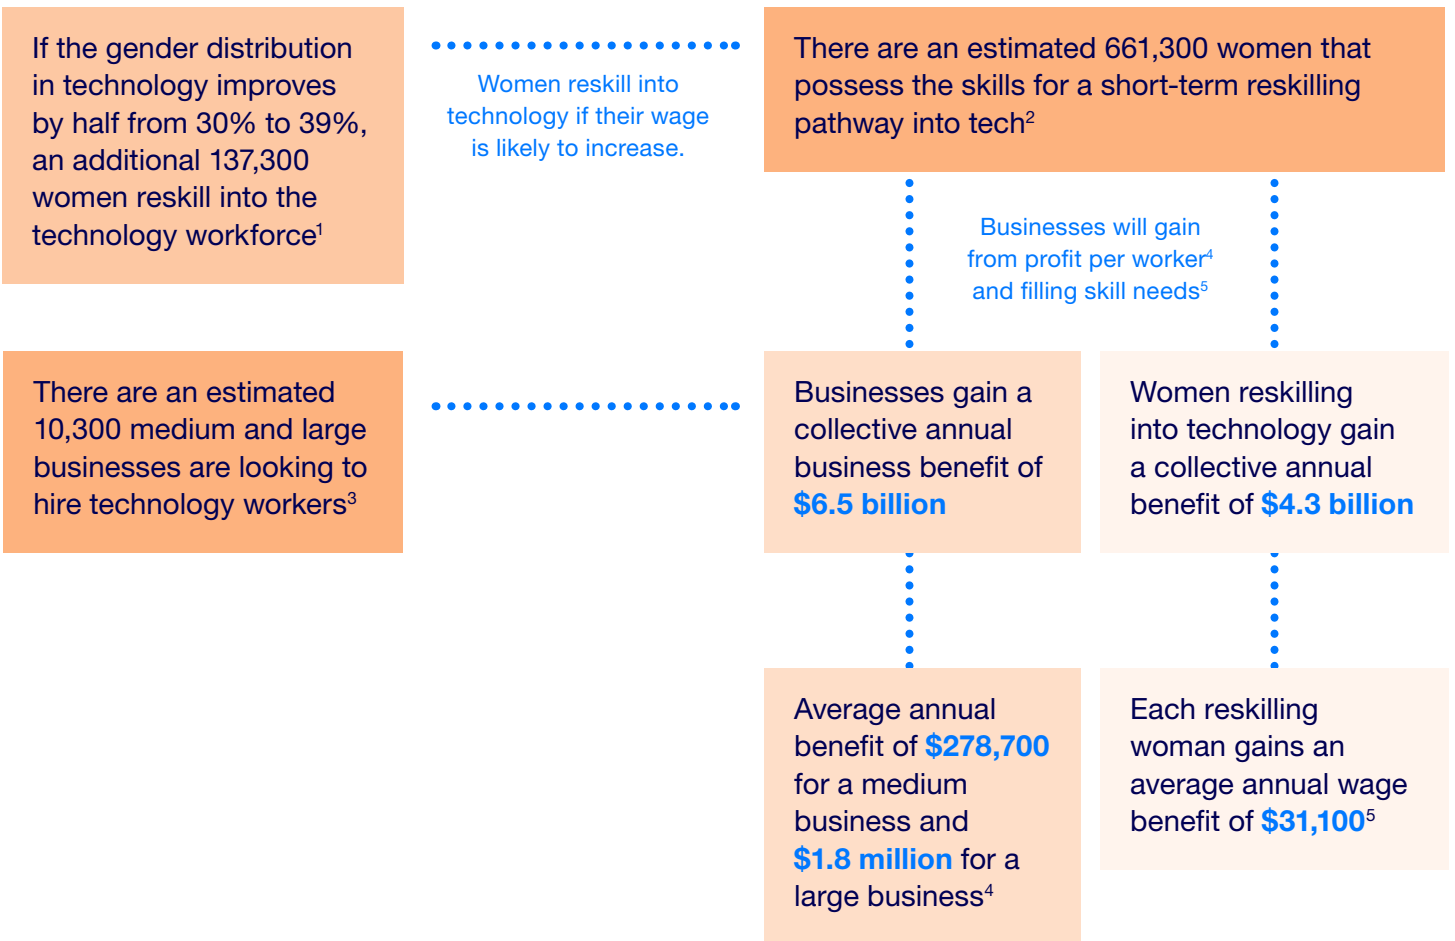 If the gender distribution
in technology improves
by half from 30% to 39%,
an additional 137,300
women reskill into the
technology workforce¹
Women reskill into
technology if their wage
is likely to increase.
There are an estimated 661,300 women that
possess the skills for a short-term reskilling
pathway into tech²
Businesses will gain
from profit per worker⁴
and filling skill needs⁵
There are an estimated
10,300 medium and large
businesses are looking to
hire technology workers³
Businesses gain a
collective annual
business benefit of
$6.5 billion
Women reskilling
into technology gain
a collective annual
benefit of $4.3 billion
Average annual
benefit of $278,700
for a medium
business and
$1.8 million for a
large business⁴
Each reskilling
woman gains an
average annual wage
benefit of $31,100⁵